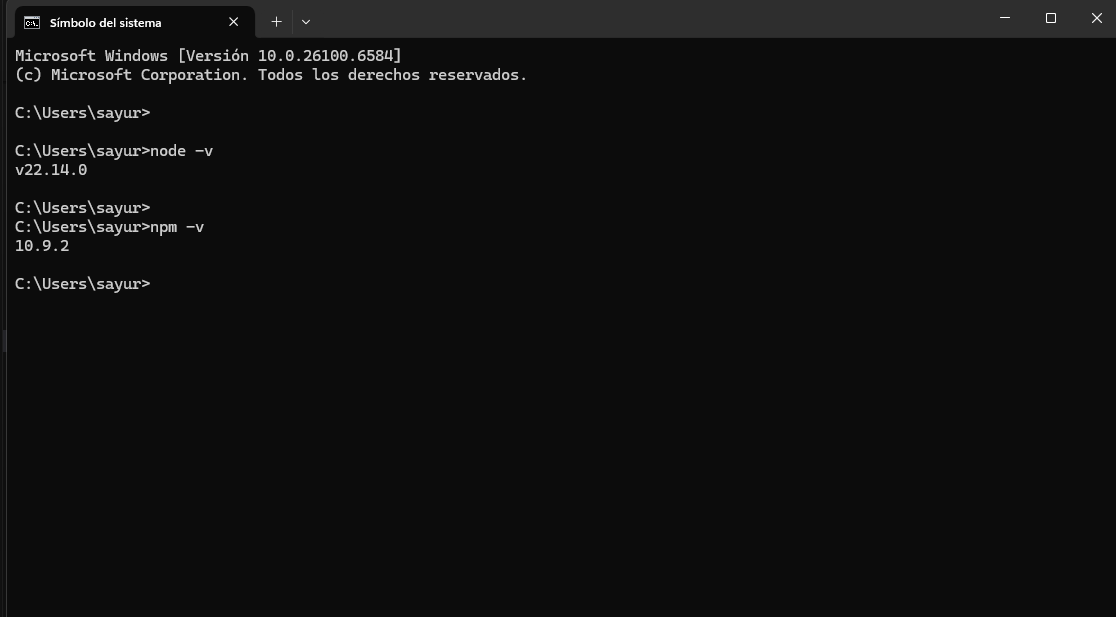 Símbolo del sistema
Microsoft Windows [Versión 10.0.26100.6584]
(c) Microsoft Corporation. Todos los derechos reservados.
C:\Users\sayur>
C:\Users\sayur>node -v
v22.14.0
C:\Users\sayur>
C:\Users\sayur>npm -v
10.9.2
C:\Users\sayur>